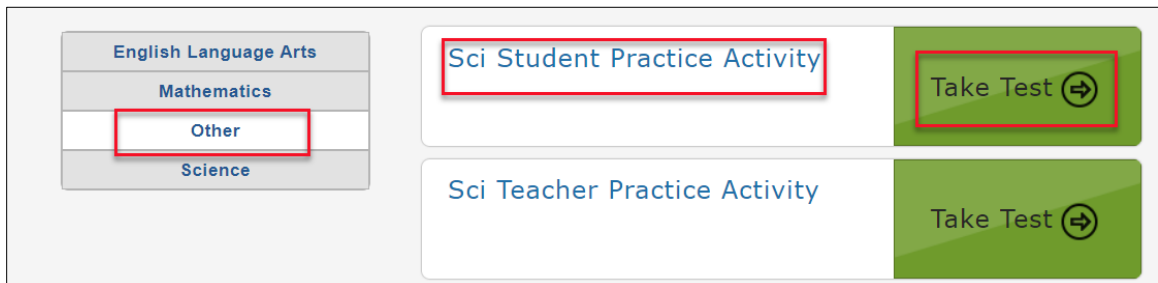 English Language Arts
Mathematics
Other
Science
Sci Student Practice Activity
Take Test
Sci Teacher Practice Activity
Take Test